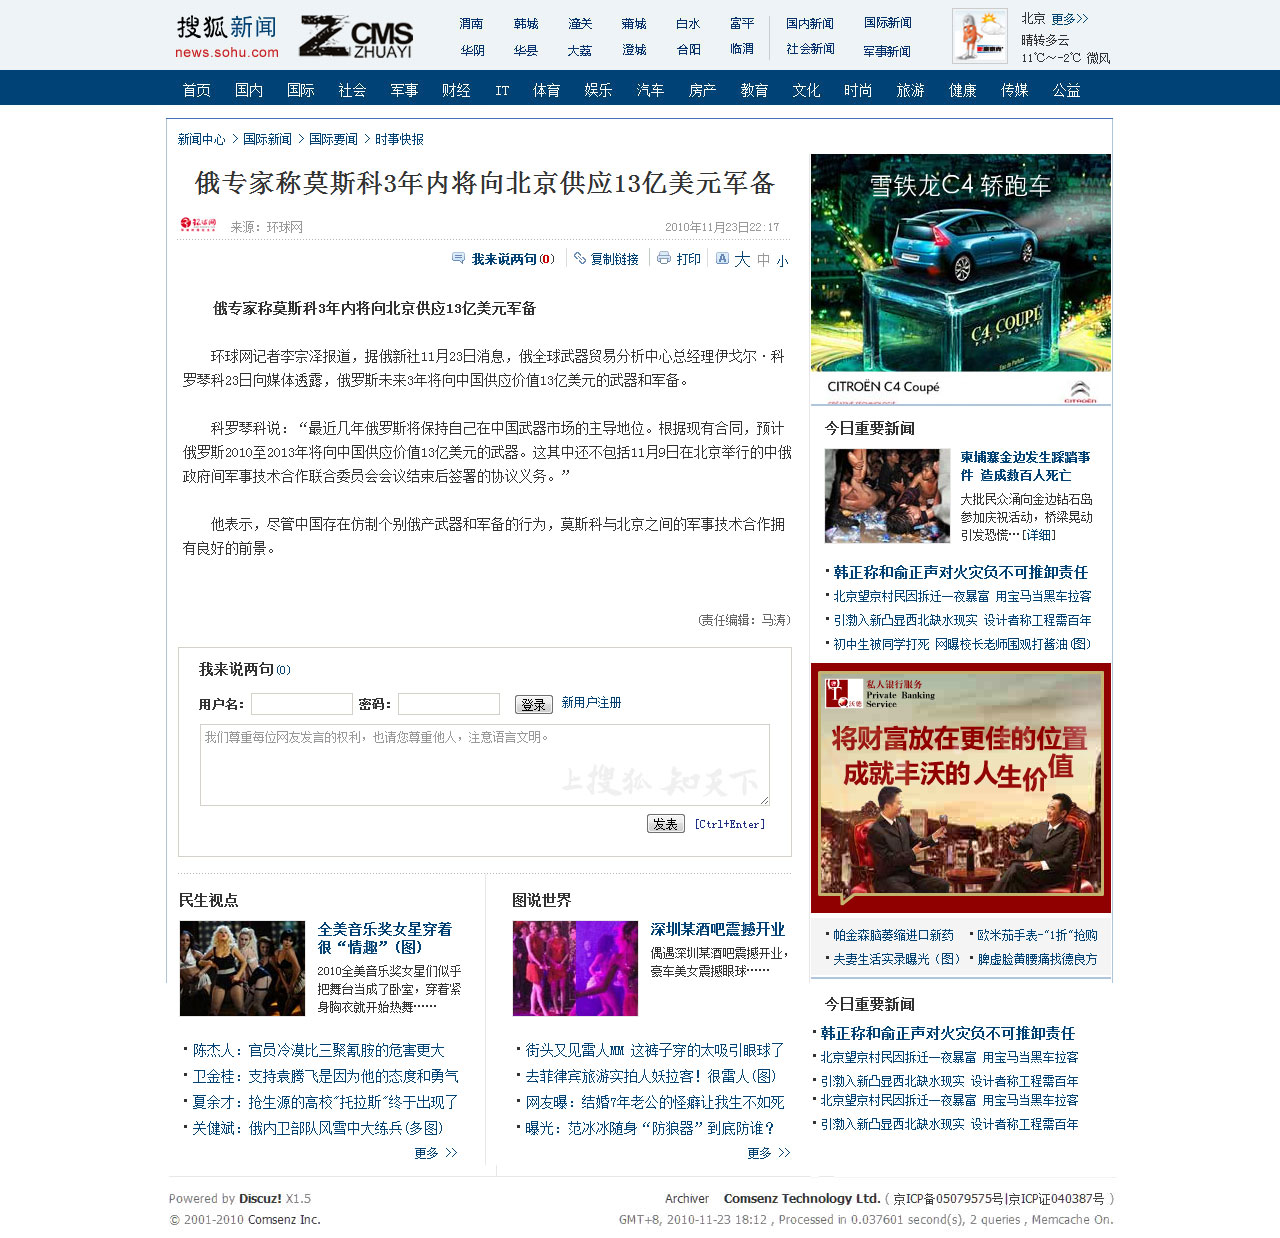 搜狐新闻
news.sohu.com
Z CMS
ZHUAYI
渭南 韩城 潼关 蒲城 白水 富平 国内新闻 国际新闻
华阴 华县 大荔 澄城 合阳 临渭 社会新闻 军事新闻
北京 更多>>
晴转多云
11℃～-2℃ 微风
首页 国内 国际 社会 军事 财经 IT 体育 娱乐 汽车 房产 教育 文化 时尚 旅游 健康 传媒 公益
新闻中心 > 国际新闻 > 国际要闻 > 时事快报
俄专家称莫斯科3年内将向北京供应13亿美元军备
环球网 来源：环球网 2010年11月23日22:17
我来说两句(0) 复制链接 打印 A 大 中 小
俄专家称莫斯科3年内将向北京供应13亿美元军备
环球网记者李宗泽报道，据俄新社11月23日消息，俄全球武器贸易分析中心总经理伊戈尔·科
罗琴科23日向媒体透露，俄罗斯未来3年将向中国供应价值13亿美元的武器和军备。
科罗琴科说：“最近几年俄罗斯将保持自己在中国武器市场的主导地位。根据现有合同，预计
俄罗斯2010至2013年将向中国供应价值13亿美元的武器。这其中还不包括11月9日在北京举行的中俄
政府间军事技术合作联合委员会会议结束后签署的协议义务。”
他表示，尽管中国存在仿制个别俄产武器和军备的行为，莫斯科与北京之间的军事技术合作拥
有良好的前景。
(责任编辑：马涛)
我来说两句(0)
用户名： 密码： 登录 新用户注册
我们尊重每位网友发言的权利，也请您尊重他人，注意语言文明。
上搜狐 知天下
发表 [Ctrl+Enter]
民生视点
全美音乐奖女星穿着
很“情趣”(图)
2010全美音乐奖女星们似乎
把舞台当成了卧室，穿着紧
身胸衣就开始热舞……
陈杰人：官员冷漠比三聚氰胺的危害更大
卫金桂：支持袁腾飞是因为他的态度和勇气
夏余才：抢生源的高校"托拉斯"终于出现了
关健斌：俄内卫部队风雪中大练兵(多图)
更多 >>
图说世界
深圳某酒吧震撼开业
偶遇深圳某酒吧震撼开业，
豪车美女震撼眼球……
街头又见雷人MM 这裤子穿的太吸引眼球了
去菲律宾旅游实拍人妖拉客！很雷人(图)
网友曝：结婚7年老公的怪癖让我生不如死
曝光：范冰冰随身“防狼器”到底防谁？
更多 >>
雪铁龙C4 轿跑车
C4 COUPÉ
CITROËN C4 Coupé
CITROËN
今日重要新闻
柬埔寨金边发生踩踏事
件 造成数百人死亡
大批民众涌向金边钻石岛
参加庆祝活动，桥梁晃动
引发恐慌…[详细]
韩正称和俞正声对火灾负不可推卸责任
北京望京村民因拆迁一夜暴富 用宝马当黑车拉客
引渤入新凸显西北缺水现实 设计者称工程需百年
初中生被同学打死 网曝校长老师围观打酱油(图)
私人银行服务
Private Banking
Service
将财富放在更佳的位置
成就丰沃的人生价值
帕金森脑萎缩进口新药 欧米茄手表-"1折"抢购
夫妻生活实录曝光（图） 脾虚脸黄腰痛找德良方
今日重要新闻
韩正称和俞正声对火灾负不可推卸责任
北京望京村民因拆迁一夜暴富 用宝马当黑车拉客
引渤入新凸显西北缺水现实 设计者称工程需百年
北京望京村民因拆迁一夜暴富 用宝马当黑车拉客
引渤入新凸显西北缺水现实 设计者称工程需百年
Powered by Discuz! X1.5
© 2001-2010 Comsenz Inc.
Archiver Comsenz Technology Ltd. ( 京ICP备05079575号|京ICP证040387号 )
GMT+8, 2010-11-23 18:12 , Processed in 0.037601 second(s), 2 queries , Memcache On.